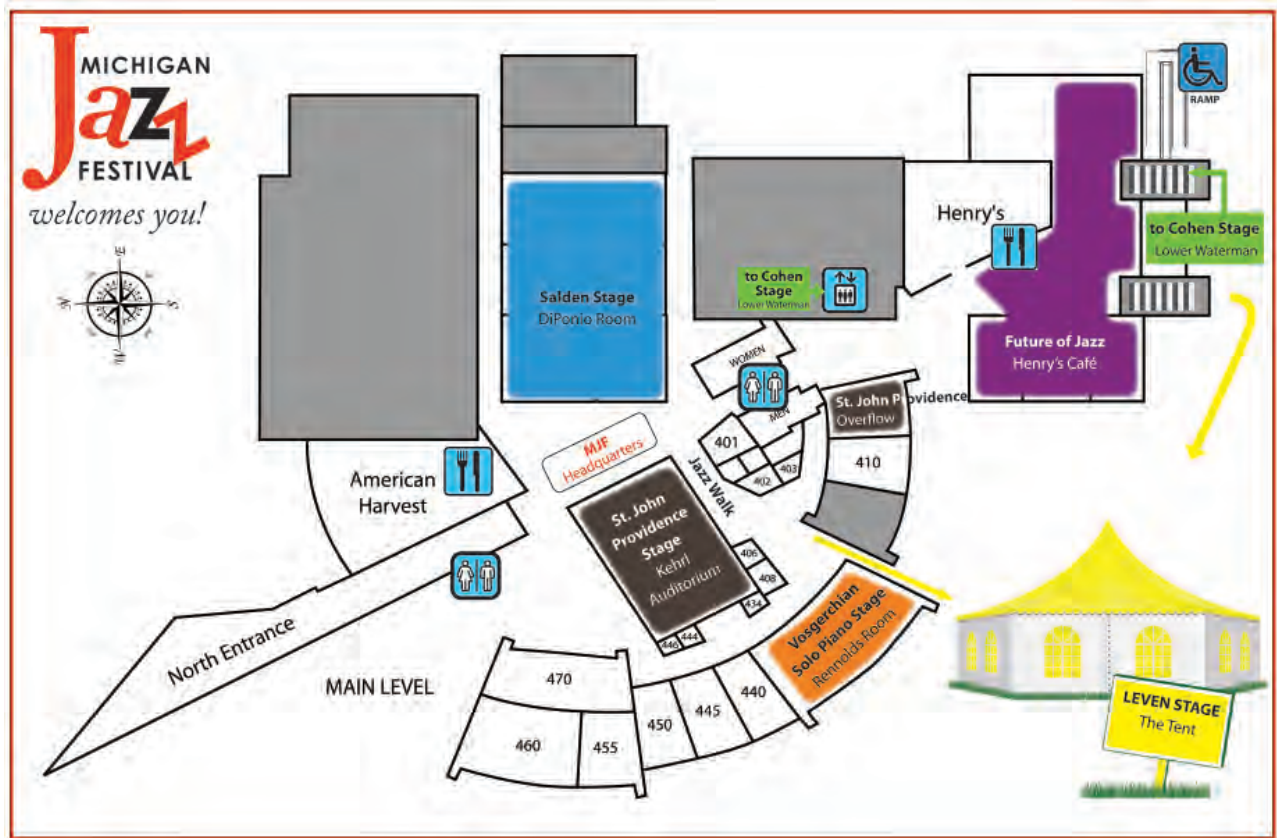 MICHIGAN
Jazz
FESTIVAL
welcomes you!
E
N
S
W
RAMP
Henry's
to Cohen Stage
Lower Waterman
to Cohen
Stage
Lower Waterman
Salden Stage
DiPonio Room
Future of Jazz
Henry's Café
WOMEN
MEN
St. John Providence
Overflow
401
402
403
410
MJF
Headquarters
Jazz Walk
American
Harvest
St. John
Providence
Stage
Kehrl
Auditorium
406
408
434
444
446
Vosgerchian
Solo Piano Stage
Rennolds Room
North Entrance
MAIN LEVEL
470
460
455
450
445
440
LEVEN STAGE
The Tent